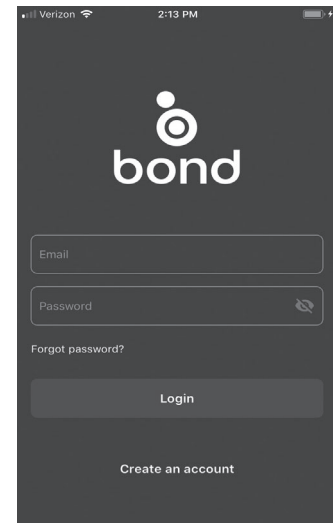 Verizon 2:13 PM
bond
Email
Password
Forgot password?
Login
Create an account